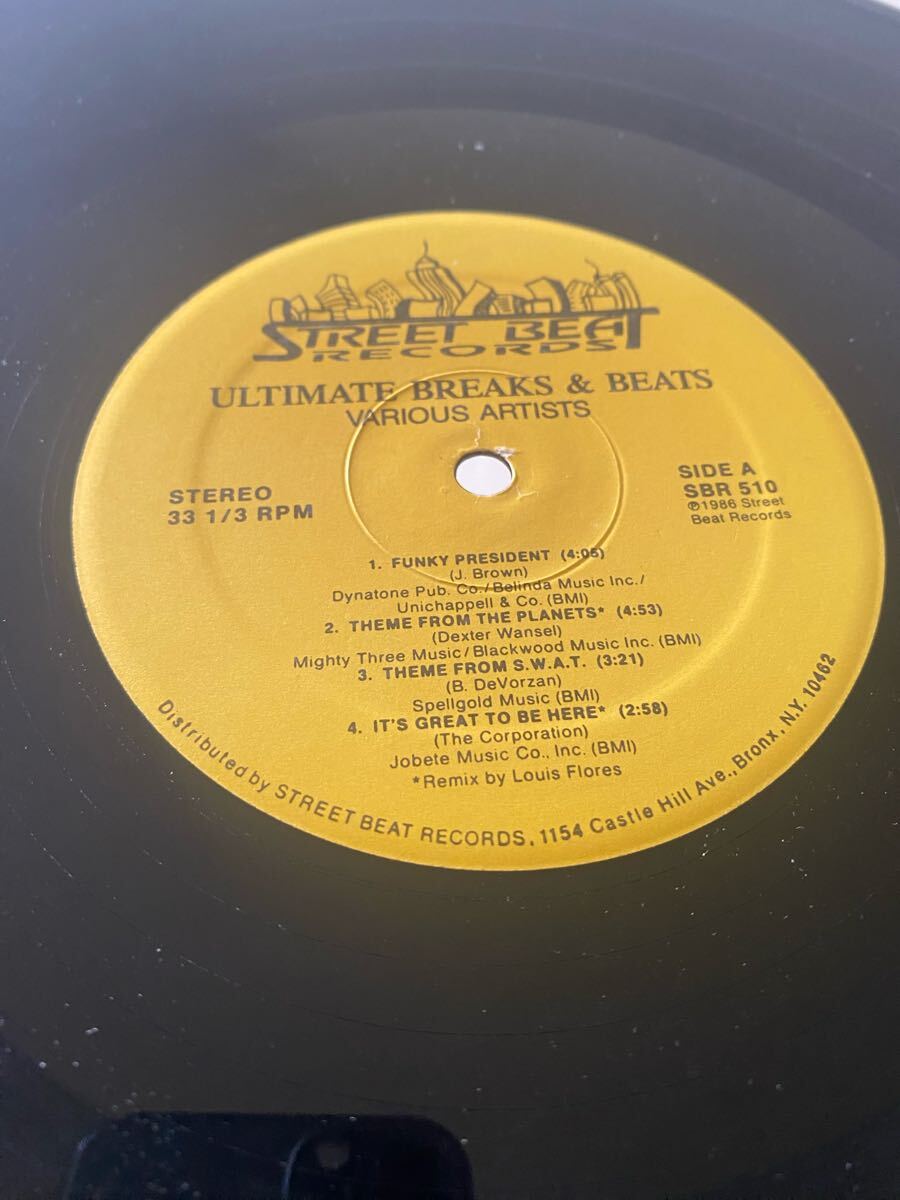 STREET BEAT
RECORDS
ULTIMATE BREAKS & BEATS
VARIOUS ARTISTS
STEREO
33 1/3 RPM
SIDE A
SBR 510
℗1986 Street
Beat Records
1. FUNKY PRESIDENT (4:05)
(J. Brown)
Dynatone Pub. Co./Belinda Music Inc./
Unichappell & Co. (BMI)
2. THEME FROM THE PLANETS* (4:53)
(Dexter Wansel)
Mighty Three Music/Blackwood Music Inc. (BMI)
3. THEME FROM S.W.A.T. (3:21)
(B. DeVorzan)
Spellgold Music (BMI)
4. IT'S GREAT TO BE HERE* (2:58)
(The Corporation)
Jobete Music Co., Inc. (BMI)
*Remix by Louis Flores
Distributed by STREET BEAT RECORDS, 1154 Castle Hill Ave., Bronx, N.Y. 10462